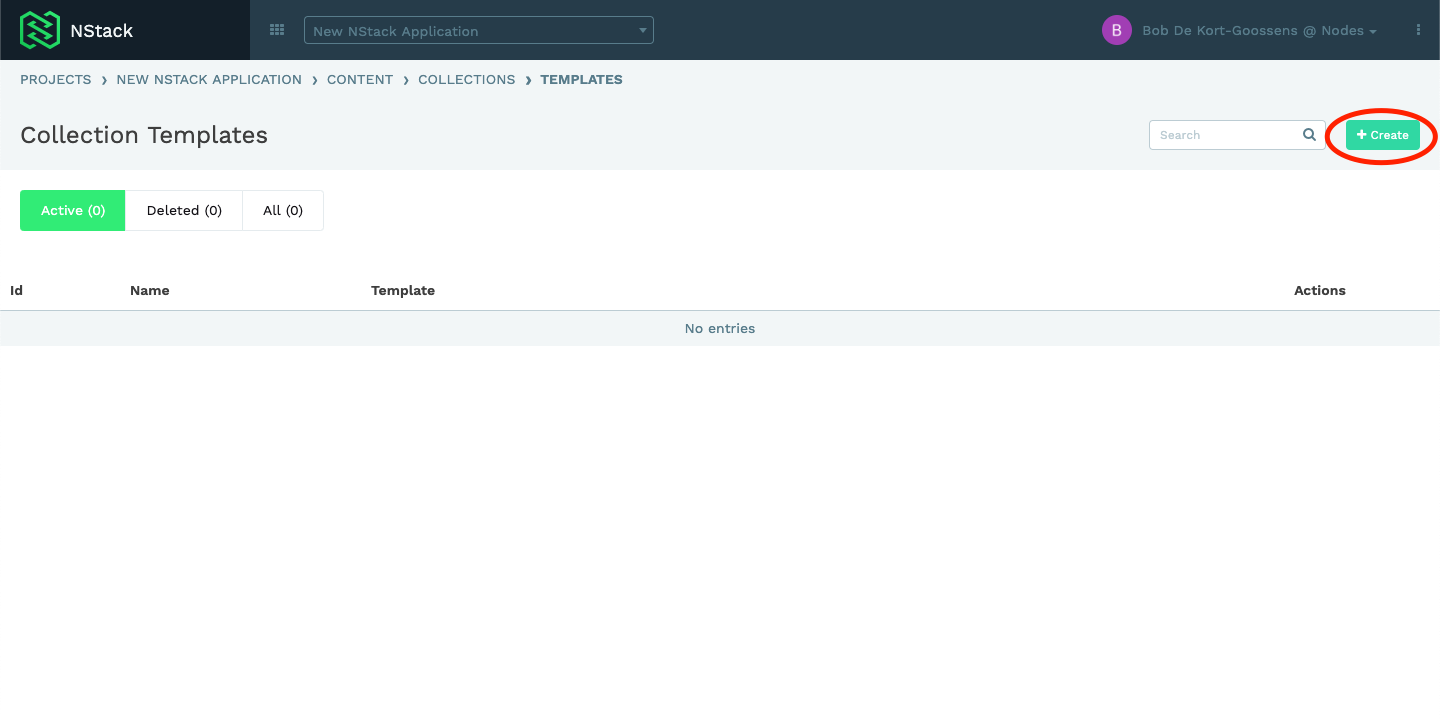 NStack
New NStack Application
B
Bob De Kort-Goossens @ Nodes
PROJECTS › NEW NSTACK APPLICATION › CONTENT › COLLECTIONS › TEMPLATES
Collection Templates
Search
+ Create
Active (0) Deleted (0) All (0)
Id Name Template Actions
No entries